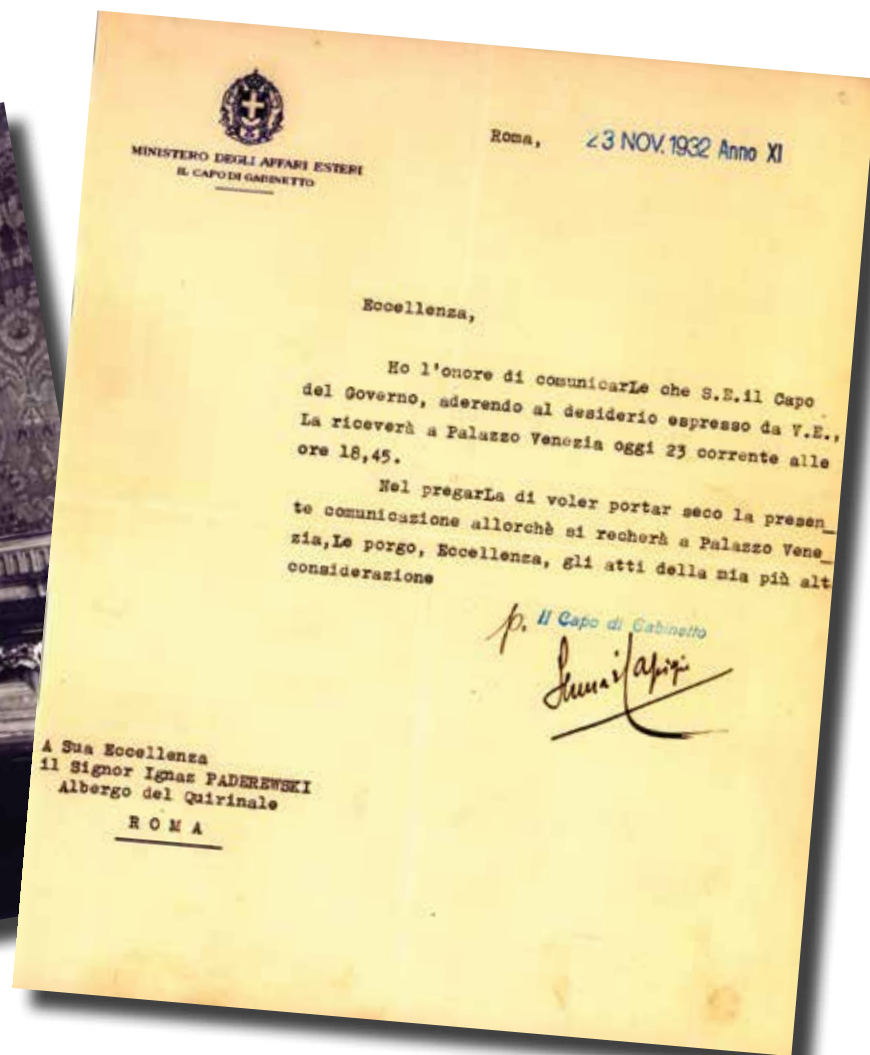 MINISTERO DEGLI AFFARI ESTERI
IL CAPO DI GABINETTO
Roma, 23 NOV. 1932 Anno XI
Eccellenza,
Ho l'onore di comunicarLe che S.E.il Capo
del Governo, aderendo al desiderio espresso da V.E.,
La riceverà a Palazzo Venezia oggi 23 corrente alle
ore 18,45.
Nel pregarLa di voler portar seco la presen_
te comunicazione allorchè si recherà a Palazzo Vene_
zia,Le porgo, Eccellenza, gli atti della mia più alt
considerazione
p. Il Capo di Gabinetto
A Sua Eccellenza
il Signor Ignaz PADEREWSKI
Albergo del Quirinale
R O M A